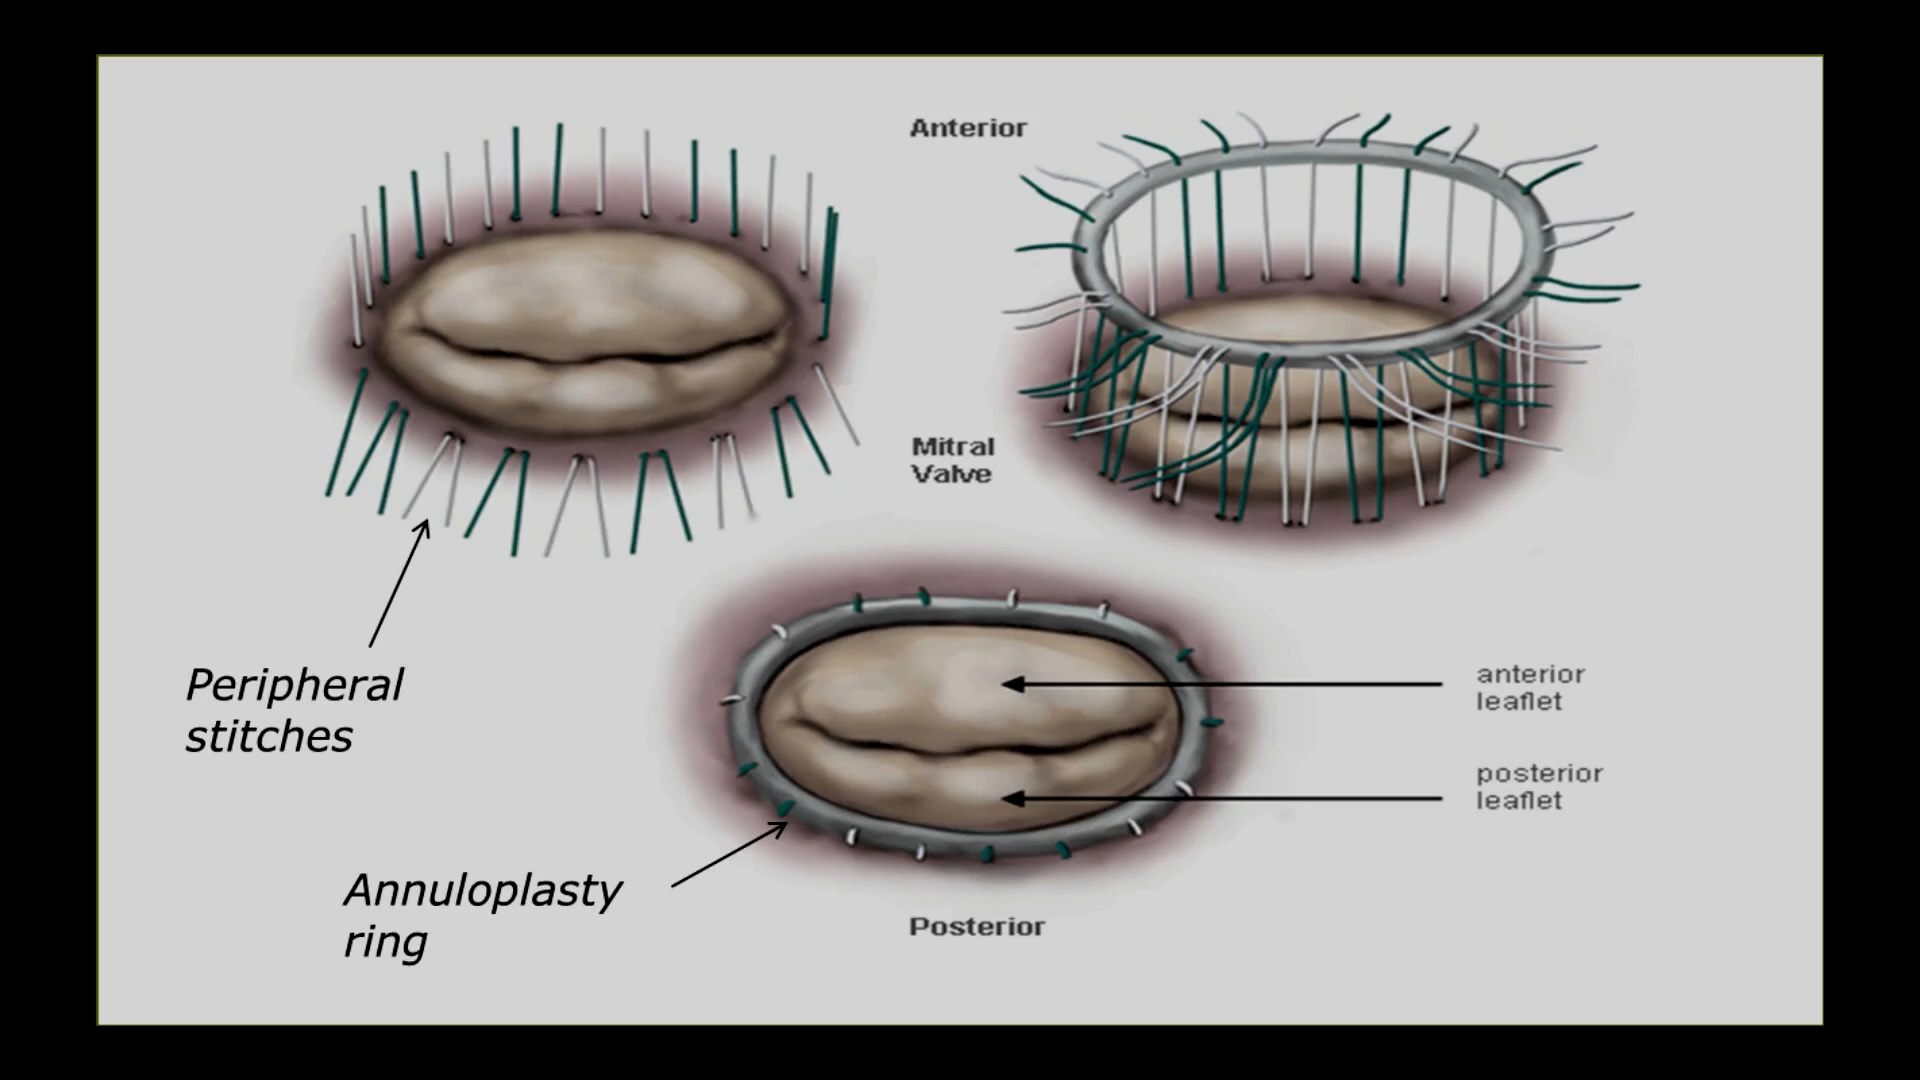 Anterior
Mitral
Valve
Peripheral
stitches
anterior
leaflet
posterior
leaflet
Annuloplasty
ring
Posterior